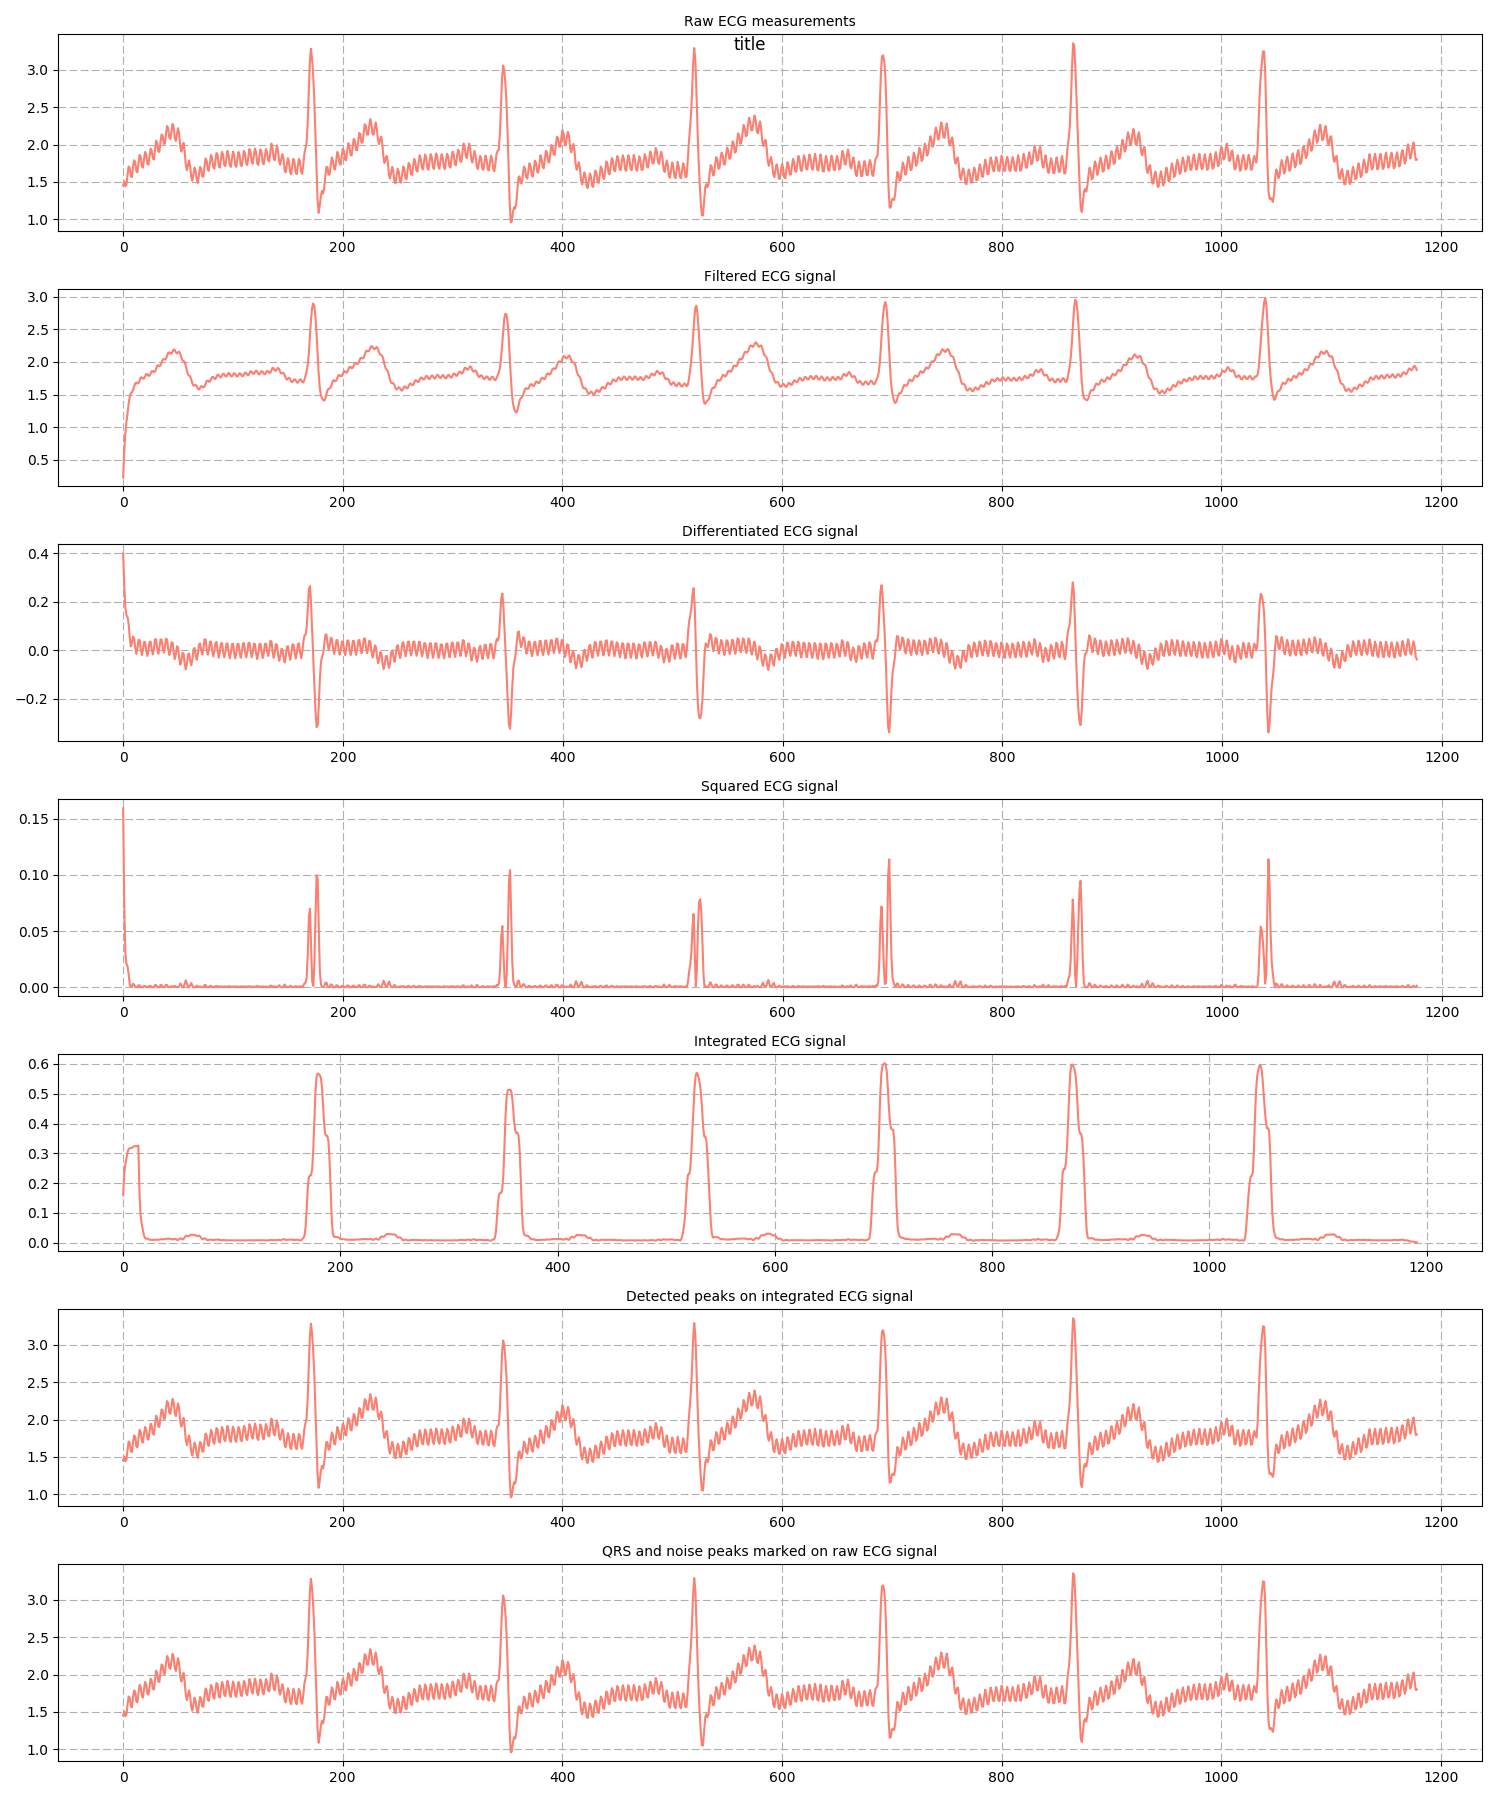 Raw ECG measurements
title
3.0
2.5
2.0
1.5
1.0
0 200 400 600 800 1000 1200
Filtered ECG signal
3.0
2.5
2.0
1.5
1.0
0.5
0 200 400 600 800 1000 1200
Differentiated ECG signal
0.4
0.2
0.0
−0.2
0 200 400 600 800 1000 1200
Squared ECG signal
0.15
0.10
0.05
0.00
0 200 400 600 800 1000 1200
Integrated ECG signal
0.6
0.5
0.4
0.3
0.2
0.1
0.0
0 200 400 600 800 1000 1200
Detected peaks on integrated ECG signal
3.0
2.5
2.0
1.5
1.0
0 200 400 600 800 1000 1200
QRS and noise peaks marked on raw ECG signal
3.0
2.5
2.0
1.5
1.0
0 200 400 600 800 1000 1200